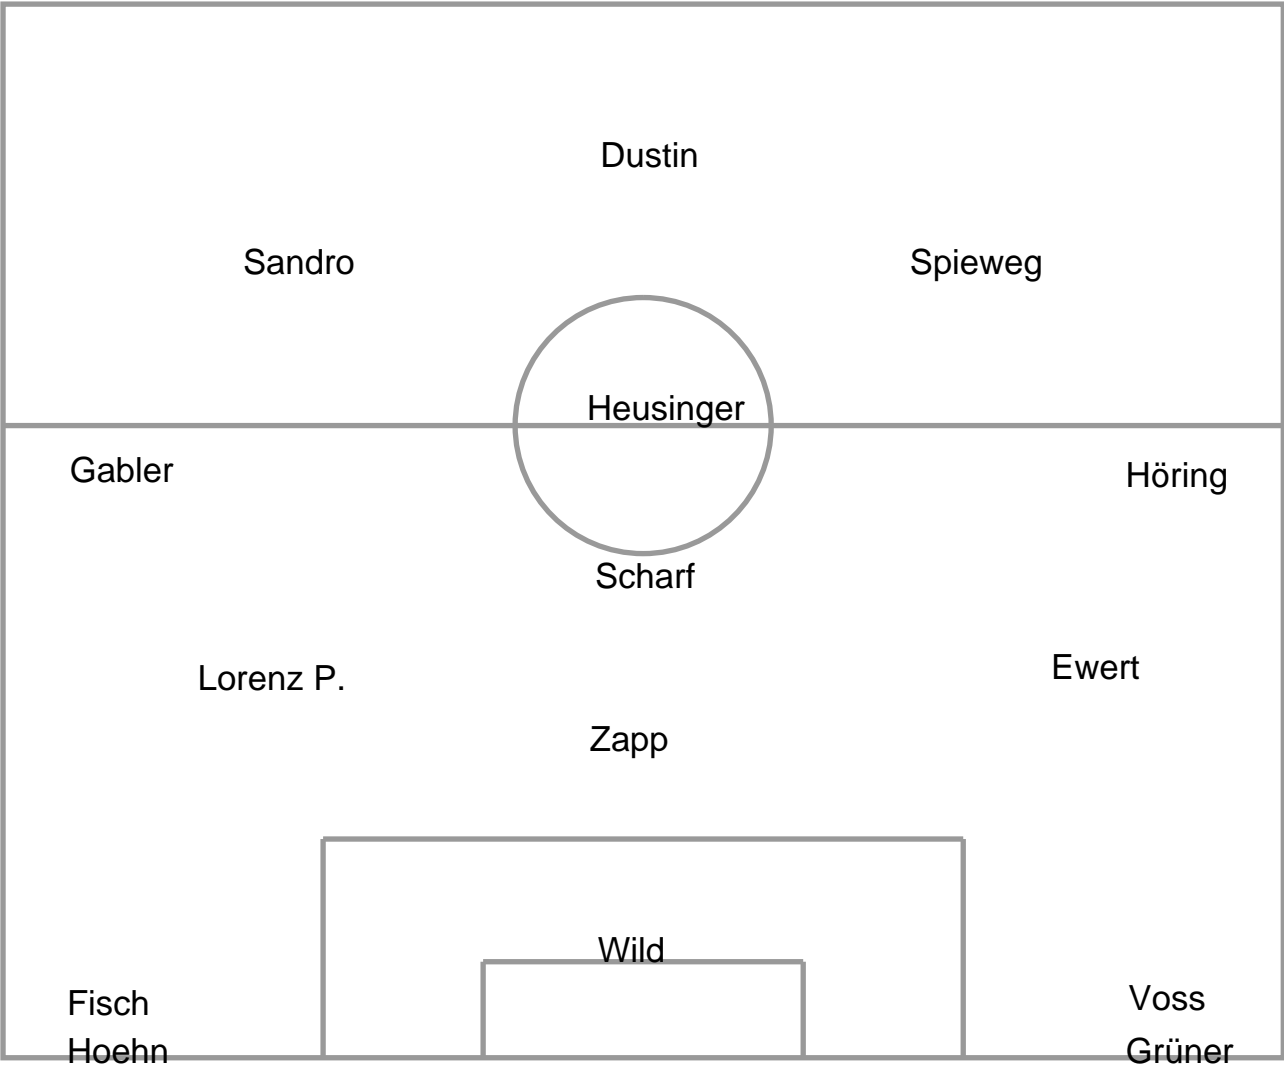 Dustin
Sandro
Spieweg
Heusinger
Gabler
Höring
Scharf
Lorenz P.
Ewert
Zapp
Wild
Fisch
Voss
Hoehn
Grüner